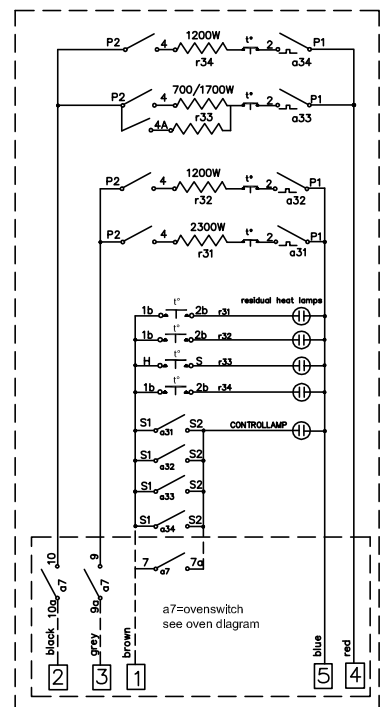 1200W
P2 4 r34 t° 2 a34 P1
700/1700W
P2 4 r33 t° 2 a33 P1
4A
1200W
P2 4 r32 t° 2 a32 P1
2300W
P2 4 r31 t° 2 a31 P1
residual heat lamps
t°
1b 2b r31
t°
1b 2b r32
t°
H S r33
t°
1b 2b r34
S1 a31 S2 CONTROLLAMP
S1 a32 S2
S1 a33 S2
S1 a34 S2
10 9 7 a7 7a
a7 a7
10a 9a
a7=ovenswitch
see oven diagram
black grey brown blue red
2 3 1 5 4